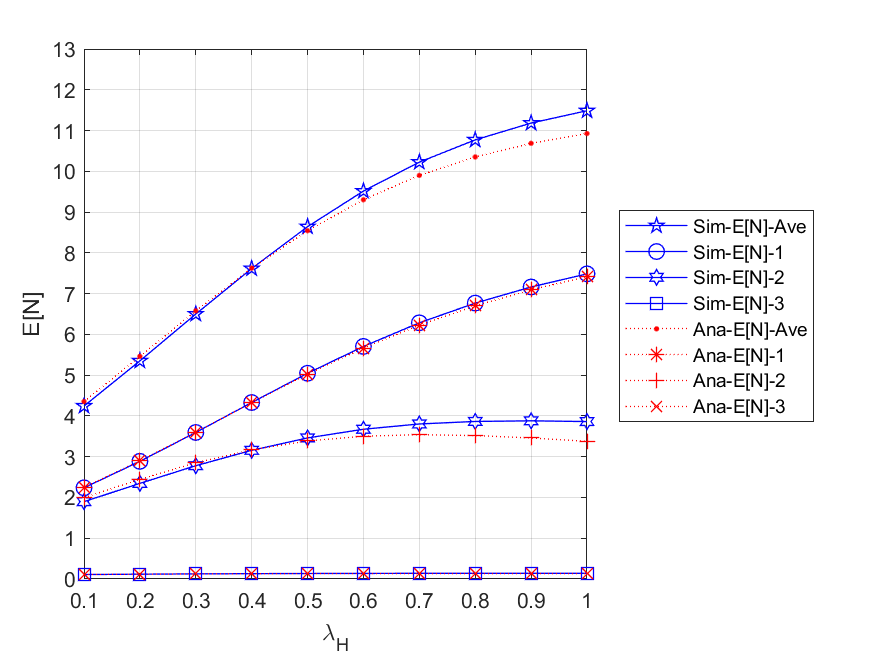 13
12
11
10
9
8
7
6
5
4
3
2
1
0
E[N]
0.1 0.2 0.3 0.4 0.5 0.6 0.7 0.8 0.9 1
λ_H
Sim-E[N]-Ave
Sim-E[N]-1
Sim-E[N]-2
Sim-E[N]-3
Ana-E[N]-Ave
Ana-E[N]-1
Ana-E[N]-2
Ana-E[N]-3